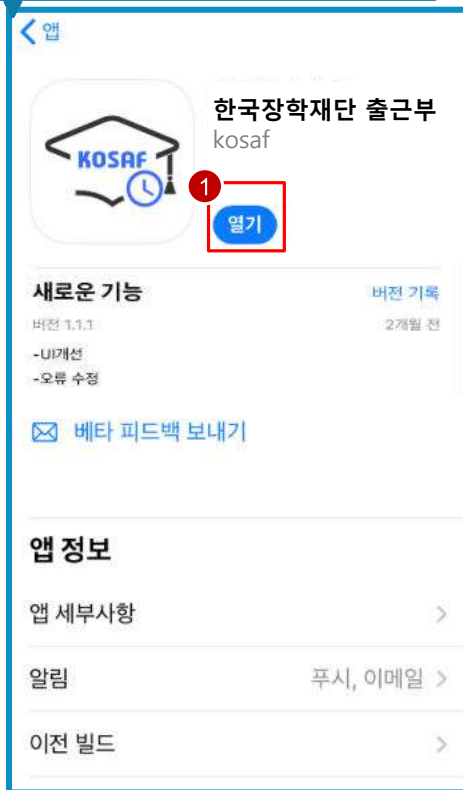 앱
한국장학재단 출근부
kosaf
KOSAF
1
열기
새로운 기능
버전 기록
버전 1.1.1
2개월 전
-UI개선
-오류 수정
베타 피드백 보내기
앱 정보
앱 세부사항
알림
푸시, 이메일
이전 빌드